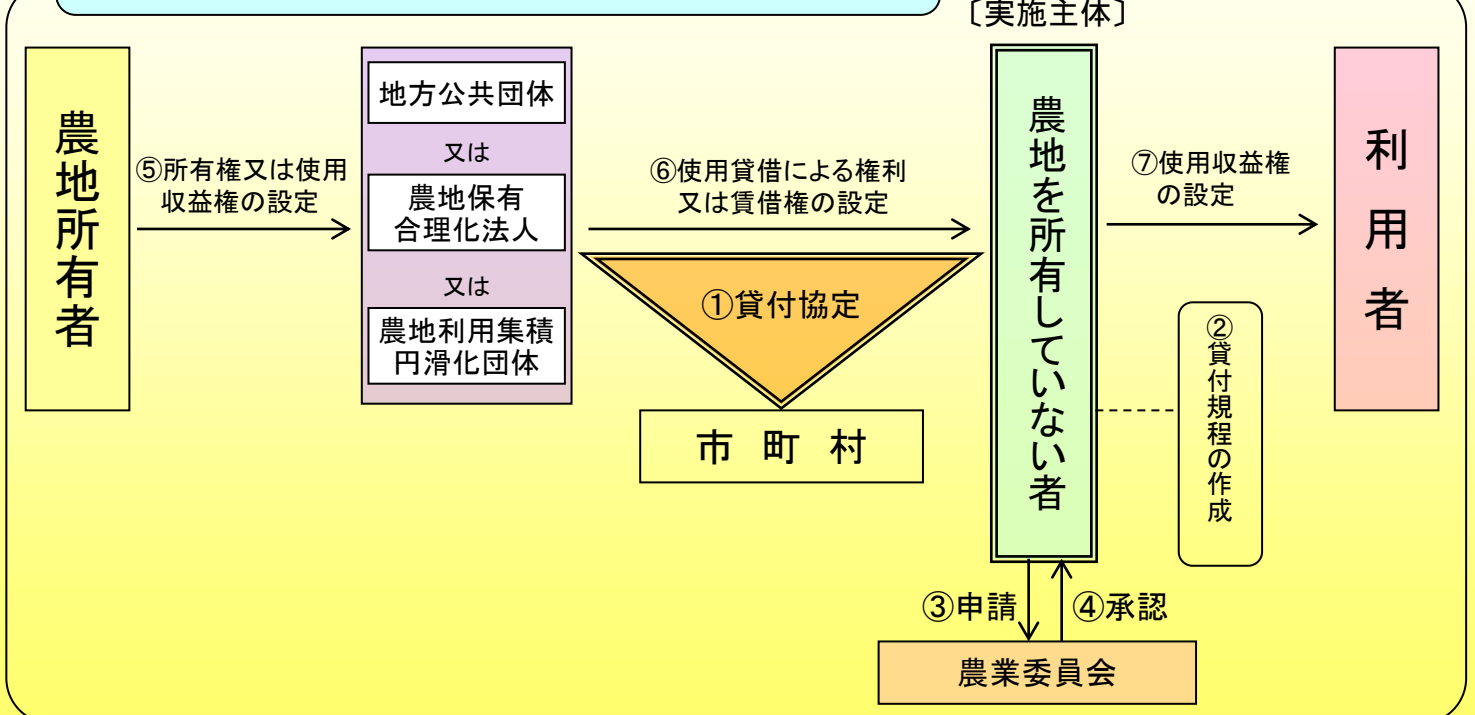 〔実施主体〕
農地所有者
⑤所有権又は使用
収益権の設定
地方公共団体
又は
農地保有
合理化法人
又は
農地利用集積
円滑化団体
⑥使用貸借による権利
又は賃借権の設定
①貸付協定
市町村
農地を所有していない者
⑦使用収益権
の設定
②貸付規程の作成
利用者
③申請
④承認
農業委員会